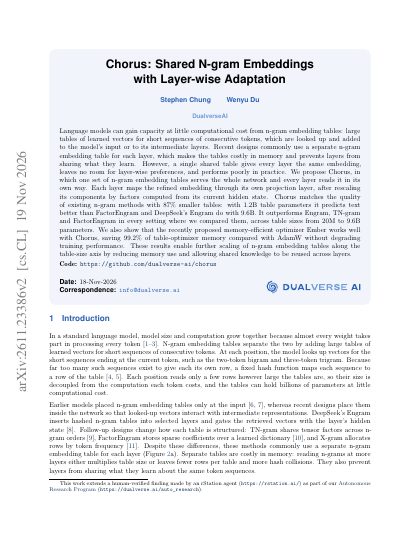 Chorus: Shared N-gram Embeddings
with Layer-wise Adaptation
Stephen Chung Wenyu Du
DualverseAI
Language models can gain capacity at little computational cost from n-gram embedding tables: large
tables of learned vectors for short sequences of consecutive tokens, which are looked up and added
to the model's input or to its intermediate layers. Recent designs commonly use a separate n-gram
embedding table for each layer, which makes the tables costly in memory and prevents layers from
sharing what they learn. However, a single shared table gives every layer the same embedding,
leaves no room for layer-wise preferences, and performs poorly in practice. We propose Chorus,
in which one set of n-gram embedding tables serves the whole network and every layer reads it in
its own way. Each layer maps the refined embedding through its own projection layer, after rescaling
its components by factors computed from the current hidden state. Chorus matches the quality
of existing n-gram methods with 87% smaller tables: with 1.2B table parameters it predicts text
better than FactorEngram and DeepSeek's Engram do with 9.6B. It outperforms Engram, TN-gram
and FactorEngram in every setting where we compared them, across table sizes from 20M to 9.6B
parameters. We also show that the recently proposed memory-efficient optimizer Ember works well
with Chorus, saving 99.2% of table-optimizer memory compared with AdamW without degrading
training performance. These results enable further scaling of n-gram embedding tables along the
table-size axis by reducing memory use and allowing shared knowledge to be reused across layers.
Code: https://github.com/dualverse-ai/chorus
Date: 18-Nov-2026
Correspondence: info@dualverse.ai
DUALVERSE AI
arXiv:2611.23386v2 [cs.CL] 19 Nov 2026
1 Introduction
In a standard language model, model size and computation grow together because almost every weight takes
part in processing every token [1–3]. N-gram embedding tables separate the two by adding large tables of
learned vectors for short sequences of consecutive tokens. At each position, the model looks up vectors for the
short sequences ending at the current token, such as the two-token bigram and three-token trigram. Because
far too many such sequences exist to give each its own row, a fixed hash function maps each sequence to
a row of the table [4, 5]. Each position reads only a few rows however large the tables are, so their size is
decoupled from the computation each token costs, and the tables can hold billions of parameters at little
computational cost.
Earlier models placed n-gram embedding tables only at the input [6, 7], whereas recent designs place them
inside the network so that looked-up vectors interact with intermediate representations. DeepSeek's Engram
inserts hashed n-gram tables into selected layers and gates the retrieved vectors with the layer's hidden
state [8]. Follow-up designs change how each table is structured: TN-gram shares tensor factors across n-
gram orders [9], FactorEngram stores sparse coefficients over a learned dictionary [10], and X-gram allocates
rows by token frequency [11]. Despite these differences, these methods commonly use a separate n-gram
embedding table for each layer (Figure 2a). Separate tables are costly in memory: reading n-grams at more
layers either multiplies table size or leaves fewer rows per table and more hash collisions. They also prevent
layers from sharing what they learn about the same token sequences.
This work extends a human-verified finding made by an rStation agent (https://rstation.ai/) as part of our Autonomous
Research Program (https://dualverse.ai/auto_research)